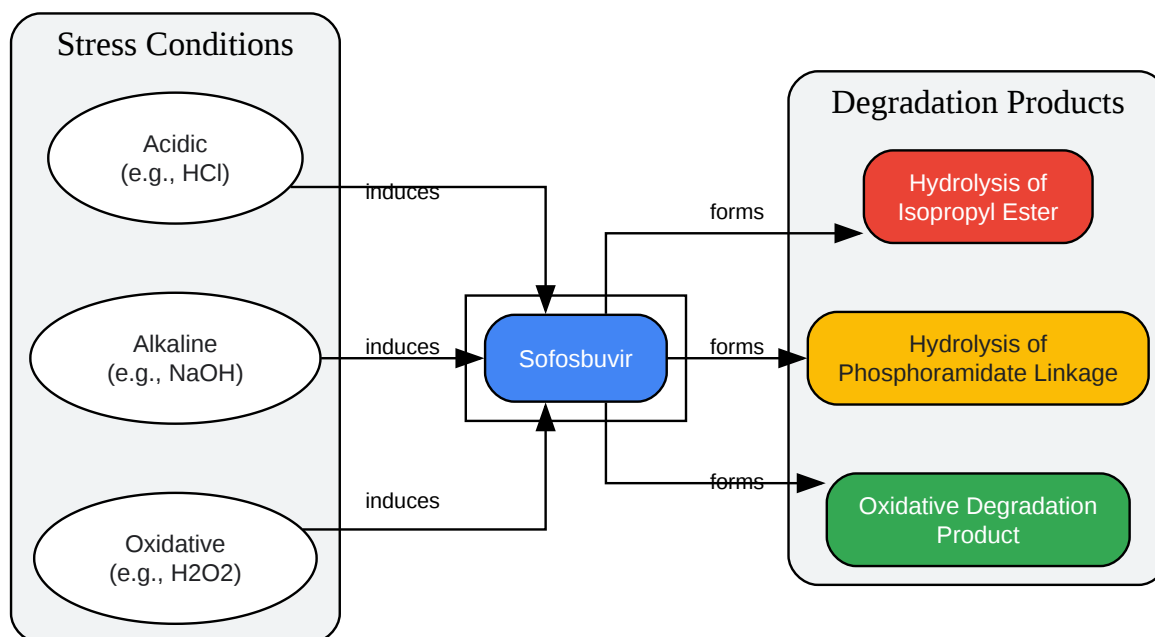 Stress Conditions
Acidic
(e.g., HCl)
induces
Alkaline
(e.g., NaOH)
induces
Oxidative
(e.g., H2O2)
induces
Sofosbuvir
forms
forms
forms
Degradation Products
Hydrolysis of
Isopropyl Ester
Hydrolysis of
Phosphoramidate Linkage
Oxidative Degradation
Product